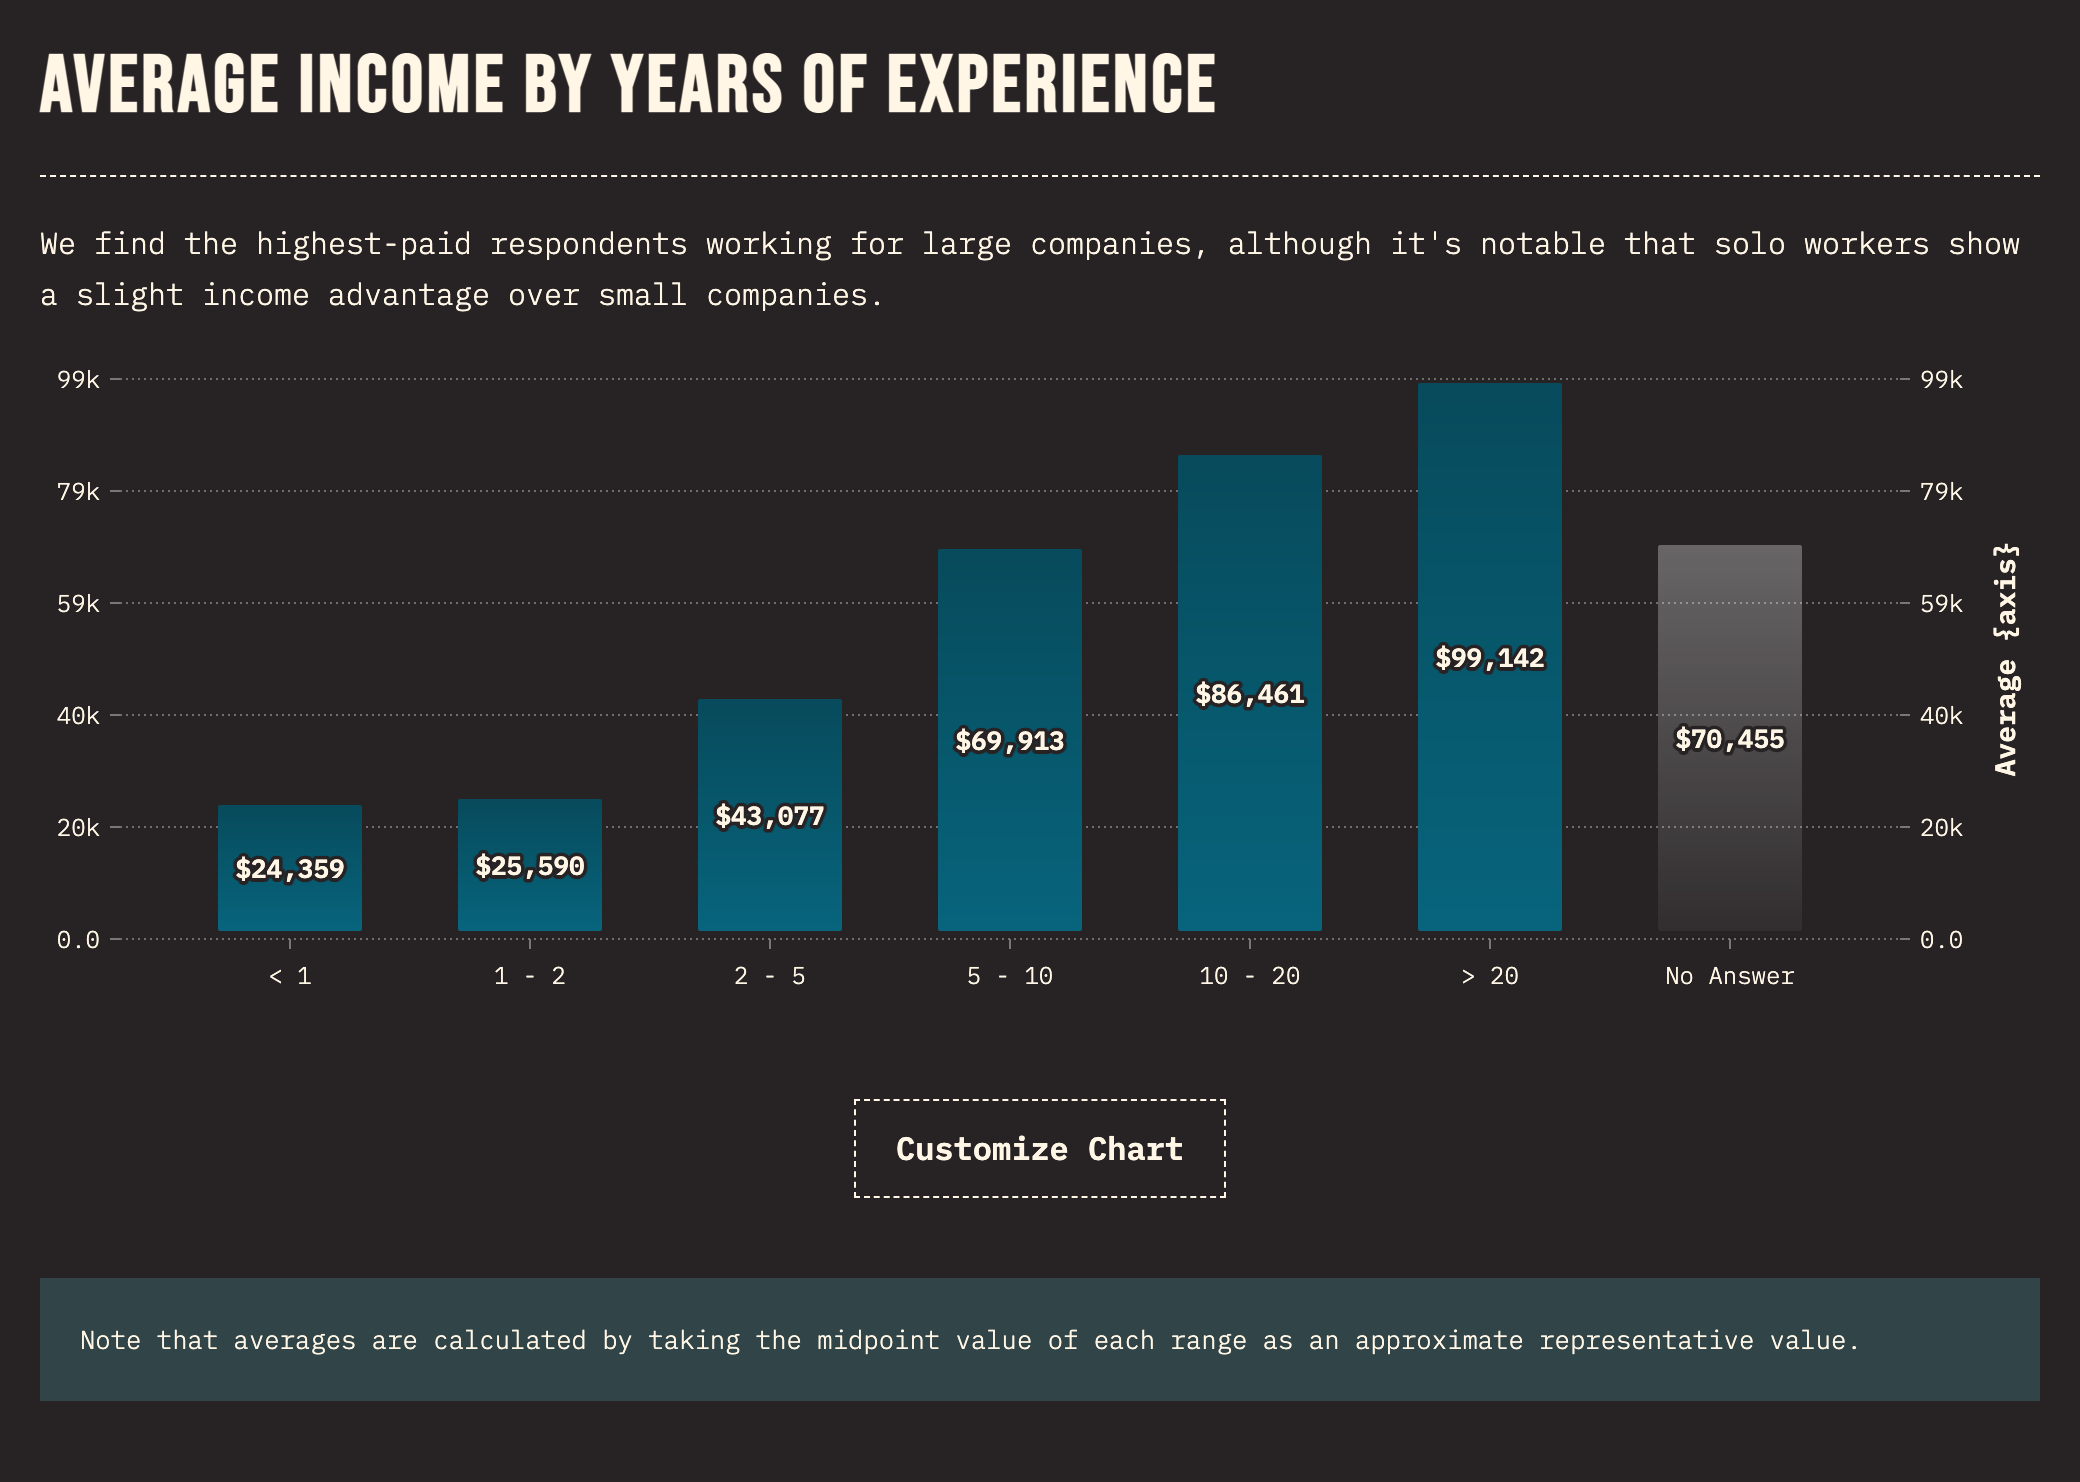 AVERAGE INCOME BY YEARS OF EXPERIENCE
We find the highest-paid respondents working for large companies, although it's notable that solo workers show
a slight income advantage over small companies.
99k
99k
79k
79k
59k
59k
40k
40k
20k
20k
0.0
0.0
Average {axis}
$24,359
$25,590
$43,077
$69,913
$86,461
$99,142
$70,455
< 1
1 - 2
2 - 5
5 - 10
10 - 20
> 20
No Answer
Customize Chart
Note that averages are calculated by taking the midpoint value of each range as an approximate representative value.